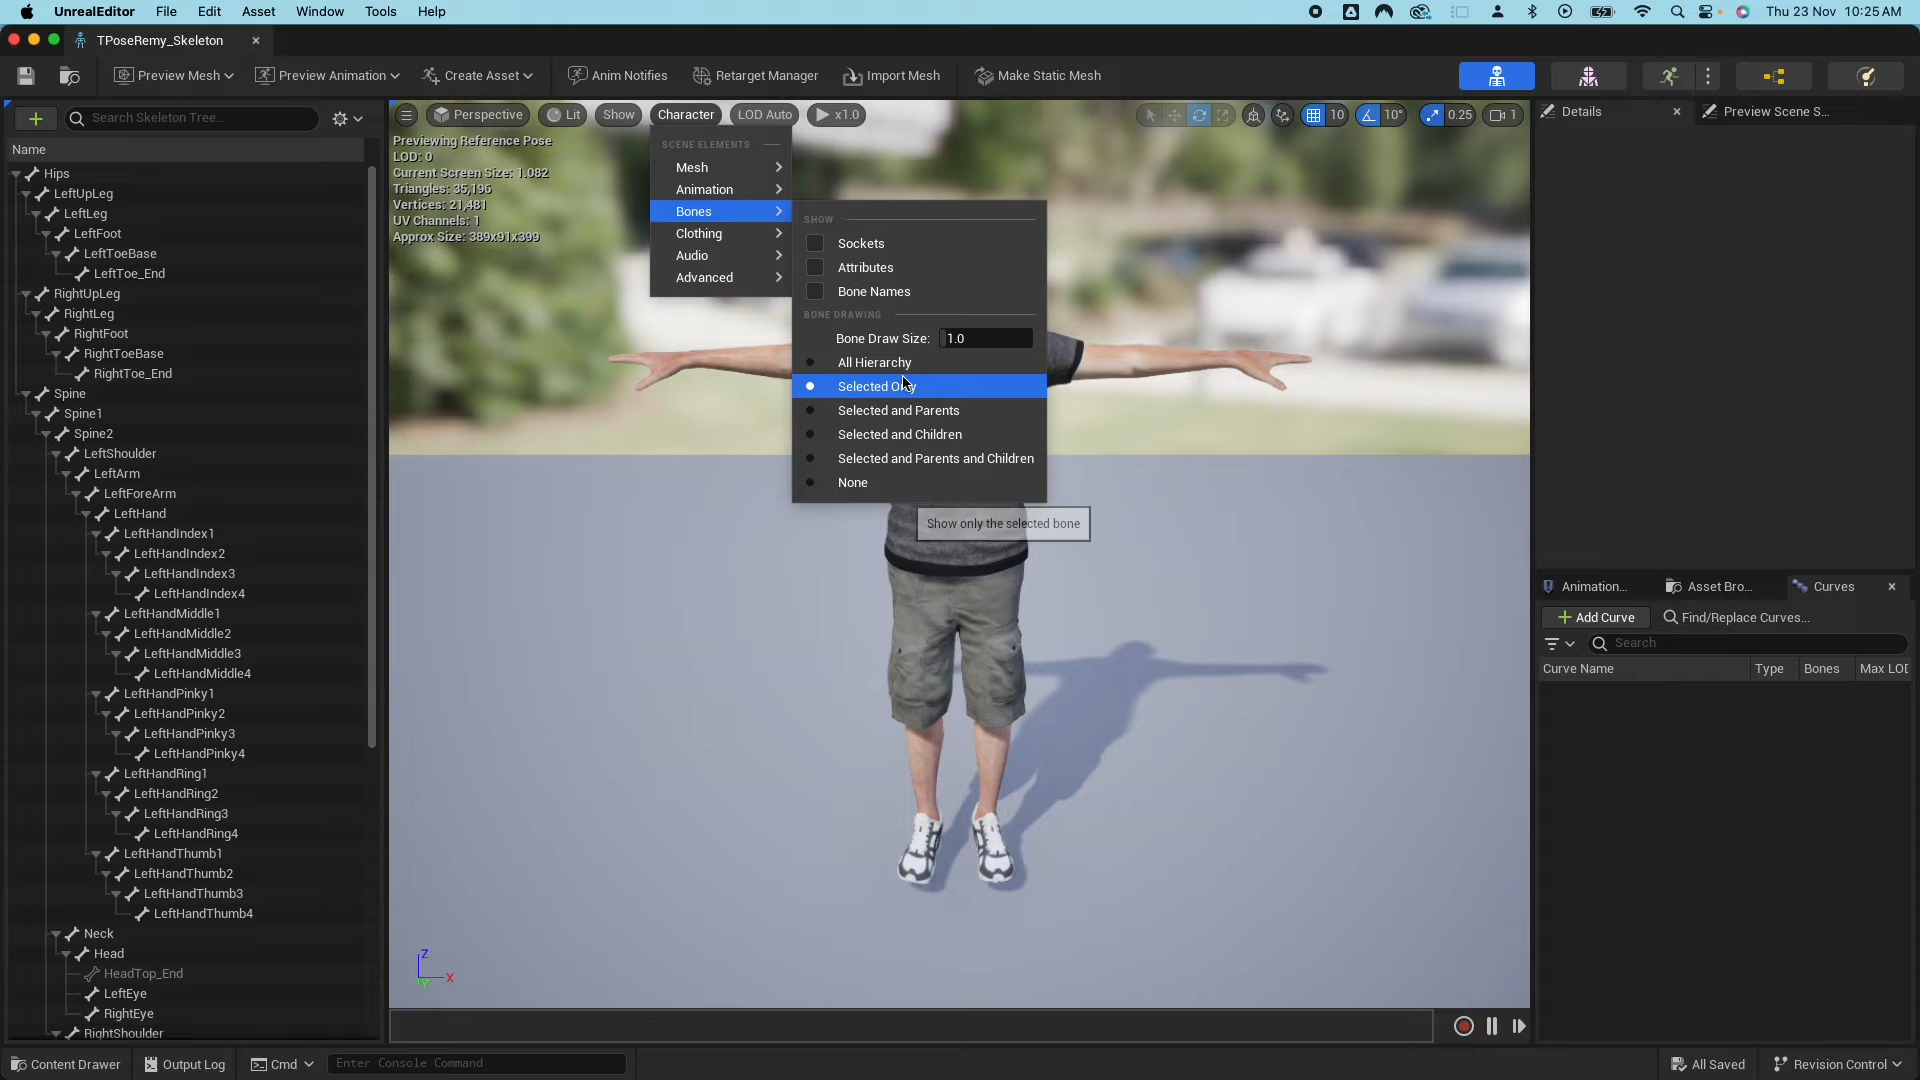 UnrealEditor File Edit Asset Window Tools Help
Thu 23 Nov 10:25 AM
TPoseRemy_Skeleton
Preview Mesh
Preview Animation
Create Asset
Anim Notifies
Retarget Manager
Import Mesh
Make Static Mesh
Search Skeleton Tree...
Name
Hips
LeftUpLeg
LeftLeg
LeftFoot
LeftToeBase
LeftToe_End
RightUpLeg
RightLeg
RightFoot
RightToeBase
RightToe_End
Spine
Spine1
Spine2
LeftShoulder
LeftArm
LeftForeArm
LeftHand
LeftHandIndex1
LeftHandIndex2
LeftHandIndex3
LeftHandIndex4
LeftHandMiddle1
LeftHandMiddle2
LeftHandMiddle3
LeftHandMiddle4
LeftHandPinky1
LeftHandPinky2
LeftHandPinky3
LeftHandPinky4
LeftHandRing1
LeftHandRing2
LeftHandRing3
LeftHandRing4
LeftHandThumb1
LeftHandThumb2
LeftHandThumb3
LeftHandThumb4
Neck
Head
HeadTop_End
LeftEye
RightEye
RightShoulder
Perspective
Lit
Show
Character
LOD Auto
x1.0
10
10°
0.25
1
Previewing Reference Pose
LOD: 0
Current Screen Size: 1.082
Triangles: 35,196
Vertices: 21,481
UV Channels: 1
Approx Size: 389x91x399
SCENE ELEMENTS
Mesh
Animation
Bones
Clothing
Audio
Advanced
SHOW
Sockets
Attributes
Bone Names
BONE DRAWING
Bone Draw Size: 1.0
All Hierarchy
Selected Only
Selected and Parents
Selected and Children
Selected and Parents and Children
None
Show only the selected bone
Z
X
Y
Details
Preview Scene S...
Animation...
Asset Bro...
Curves
Add Curve
Find/Replace Curves...
Search
Curve Name Type Bones Max LOD
Content Drawer
Output Log
Cmd
Enter Console Command
All Saved
Revision Control